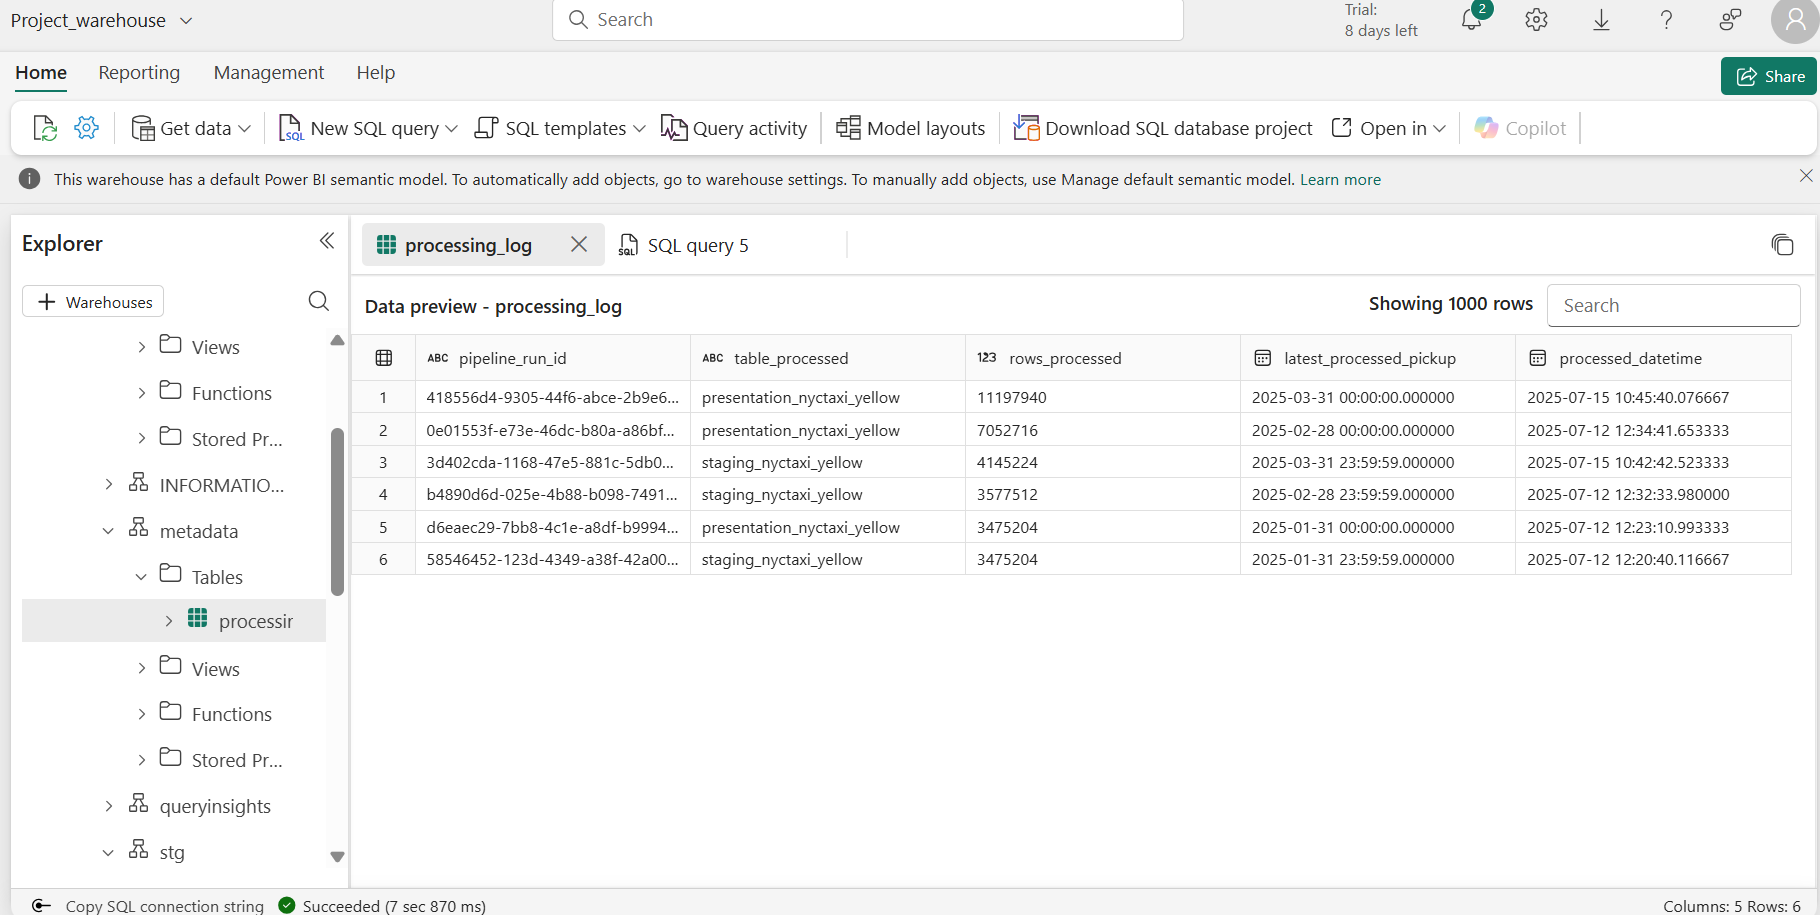 Project_warehouse
Search
Trial:
8 days left
2
Home Reporting Management Help
Share
Get data
SQL
New SQL query
SQL templates
Query activity
Model layouts
Download SQL database project
Open in
Copilot
This warehouse has a default Power BI semantic model. To automatically add objects, go to warehouse settings. To manually add objects, use Manage default semantic model. Learn more
Explorer
Warehouses
Views
Functions
Stored Pr...
INFORMATIO...
metadata
Tables
processin
Views
Functions
Stored Pr...
queryinsights
stg
processing_log
SQL
SQL query 5
Data preview - processing_log
Showing 1000 rows
Search
ABC pipeline_run_id ABC table_processed 123 rows_processed latest_processed_pickup processed_datetime
1 418556d4-9305-44f6-abce-2b9e6... presentation_nyctaxi_yellow 11197940 2025-03-31 00:00:00.000000 2025-07-15 10:45:40.076667
2 0e01553f-e73e-46dc-b80a-a86bf... presentation_nyctaxi_yellow 7052716 2025-02-28 00:00:00.000000 2025-07-12 12:34:41.653333
3 3d402cda-1168-47e5-881c-5db0... staging_nyctaxi_yellow 4145224 2025-03-31 23:59:59.000000 2025-07-15 10:42:42.523333
4 b4890d6d-025e-4b88-b098-7491... staging_nyctaxi_yellow 3577512 2025-02-28 23:59:59.000000 2025-07-12 12:32:33.980000
5 d6eaec29-7bb8-4c1e-a8df-b9994... presentation_nyctaxi_yellow 3475204 2025-01-31 00:00:00.000000 2025-07-12 12:23:10.993333
6 58546452-123d-4349-a38f-42a00... staging_nyctaxi_yellow 3475204 2025-01-31 23:59:59.000000 2025-07-12 12:20:40.116667
Copy SQL connection string
Succeeded (7 sec 870 ms)
Columns: 5 Rows: 6